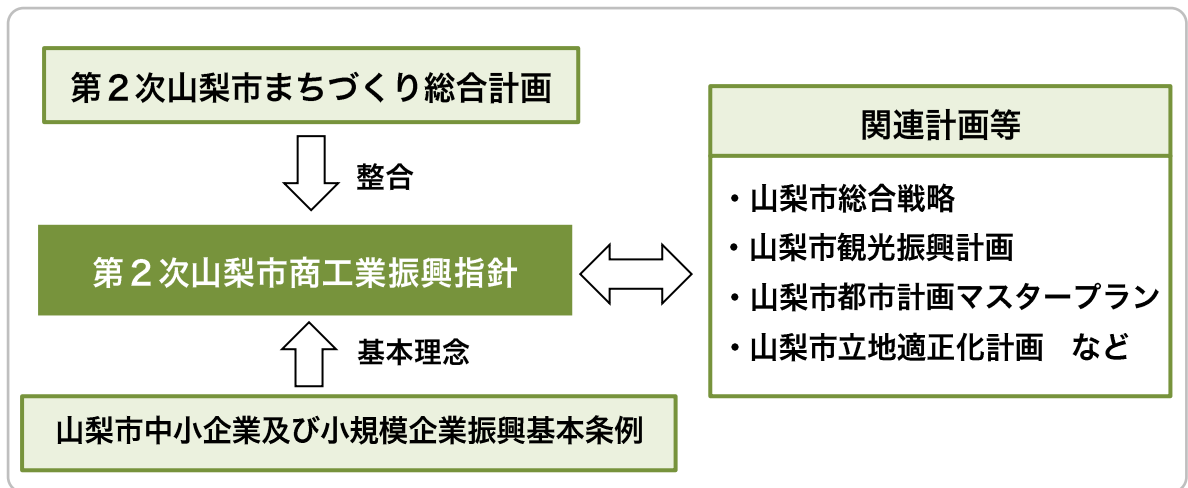 第２次山梨市まちづくり総合計画
整合
第２次山梨市商工業振興指針
基本理念
山梨市中小企業及び小規模企業振興基本条例
関連計画等
・山梨市総合戦略
・山梨市観光振興計画
・山梨市都市計画マスタープラン
・山梨市立地適正化計画　など